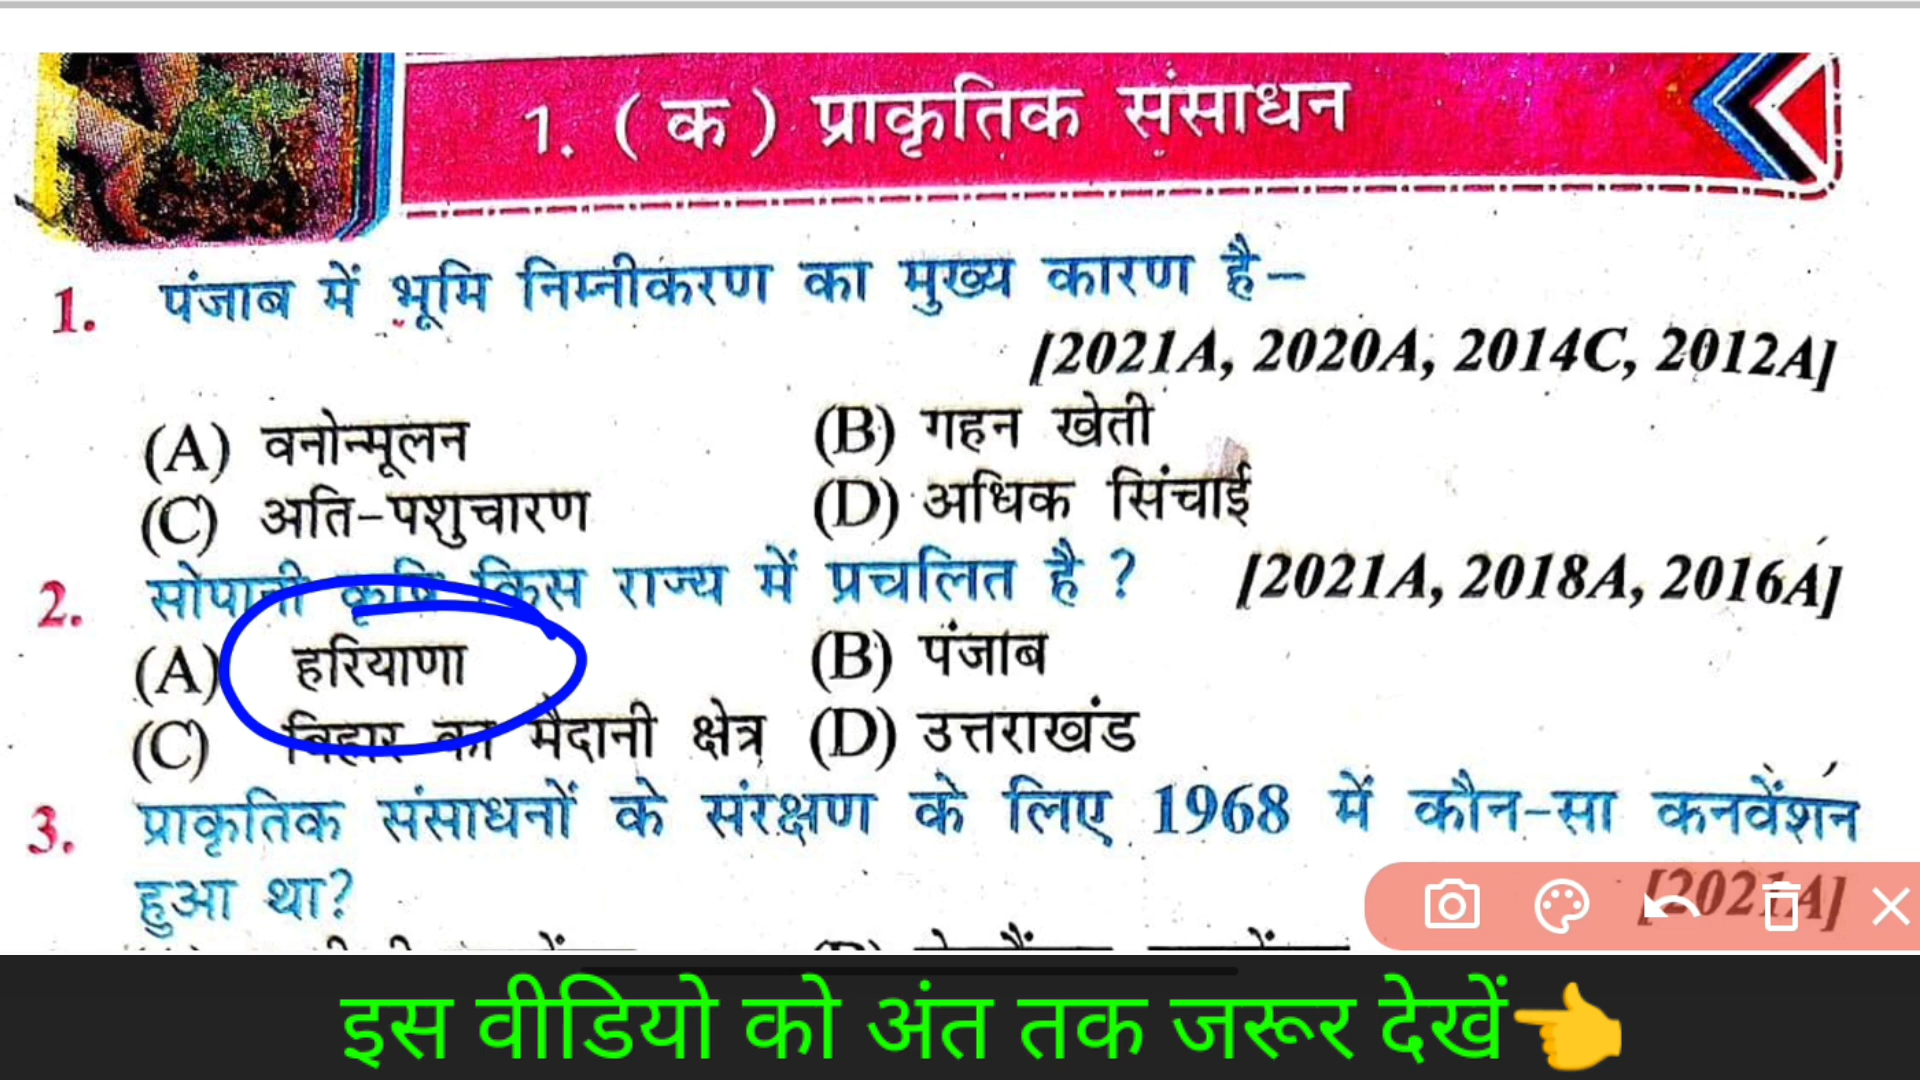 1. ( क ) प्राकृतिक संसाधन
1. पंजाब में भूमि निम्नीकरण का मुख्य कारण है–
[2021A, 2020A, 2014C, 2012A]
(A) वनोन्मूलन (B) गहन खेती
(C) अति-पशुचारण (D) अधिक सिंचाई
2. सोपानी कृषि किस राज्य में प्रचलित है ? [2021A, 2018A, 2016A]
(A) हरियाणा (B) पंजाब
(C) बिहार का मैदानी क्षेत्र (D) उत्तराखंड
3. प्राकृतिक संसाधनों के संरक्षण के लिए 1968 में कौन-सा कनवेंशन
हुआ था? [2021A]
इस वीडियो को अंत तक जरूर देखें